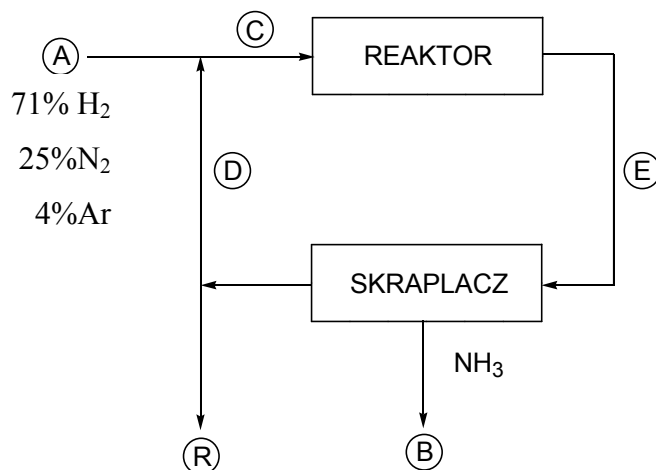 C
A
REAKTOR
71% H₂
25%N₂
4%Ar
D
E
SKRAPLACZ
NH₃
R
B